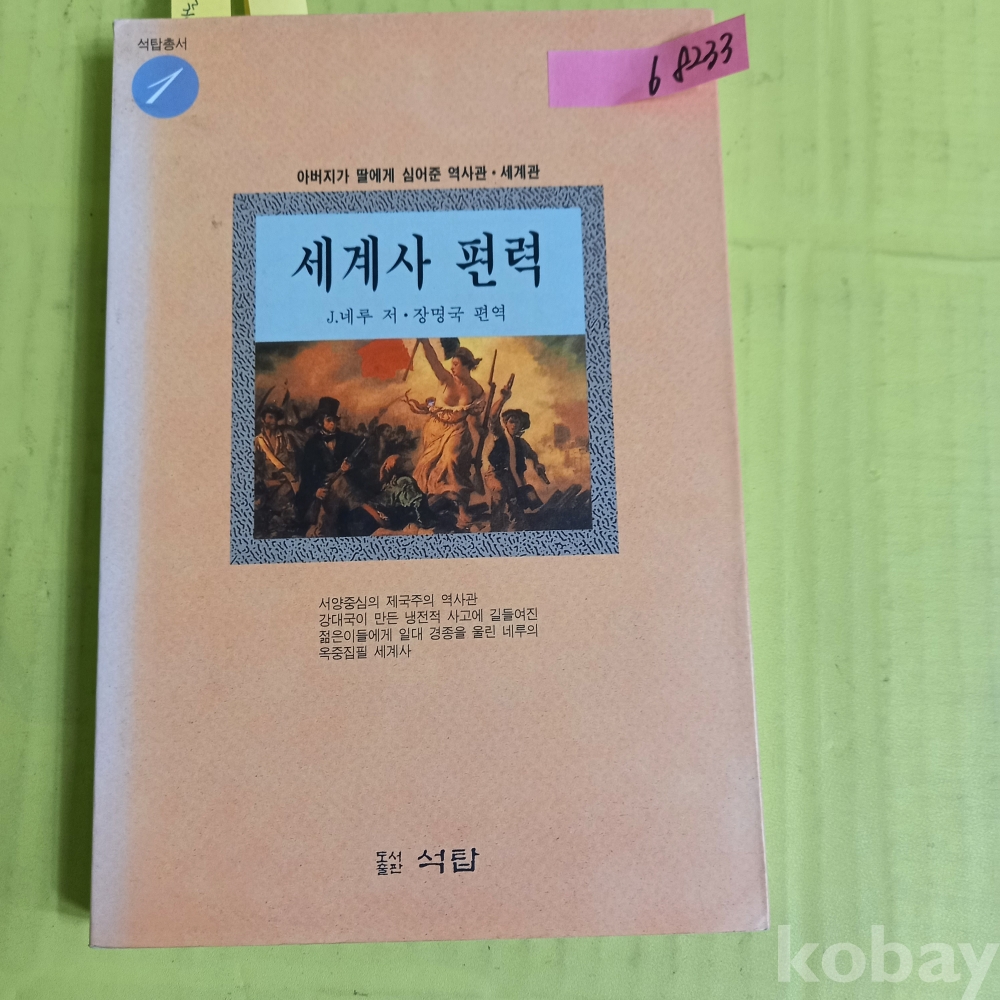 석탑총서
1
6 8233
아버지가 딸에게 심어준 역사관·세계관
세계사 편력
J.네루 저·장명국 편역
서양중심의 제국주의 역사관
강대국이 만든 냉전적 사고에 길들여진
젊은이들에게 일대 경종을 울린 네루의
옥중집필 세계사
도서출판 석탑
kobay